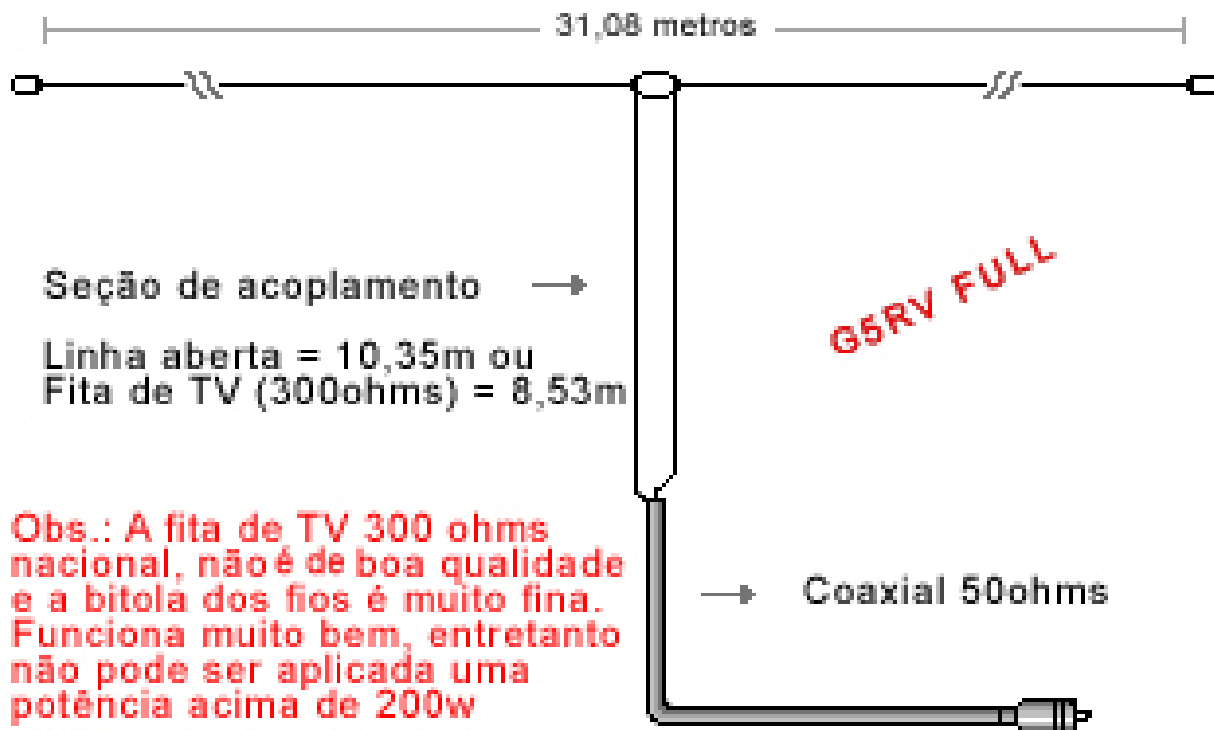 31,08 metros
Seção de acoplamento
G5RV FULL
Linha aberta = 10,35m ou
Fita de TV (300ohms) = 8,53m
Obs.: A fita de TV 300 ohms
nacional, não é de boa qualidade
e a bitola dos fios é muito fina.
Funciona muito bem, entretanto
não pode ser aplicada uma
potência acima de 200w
Coaxial 50ohms